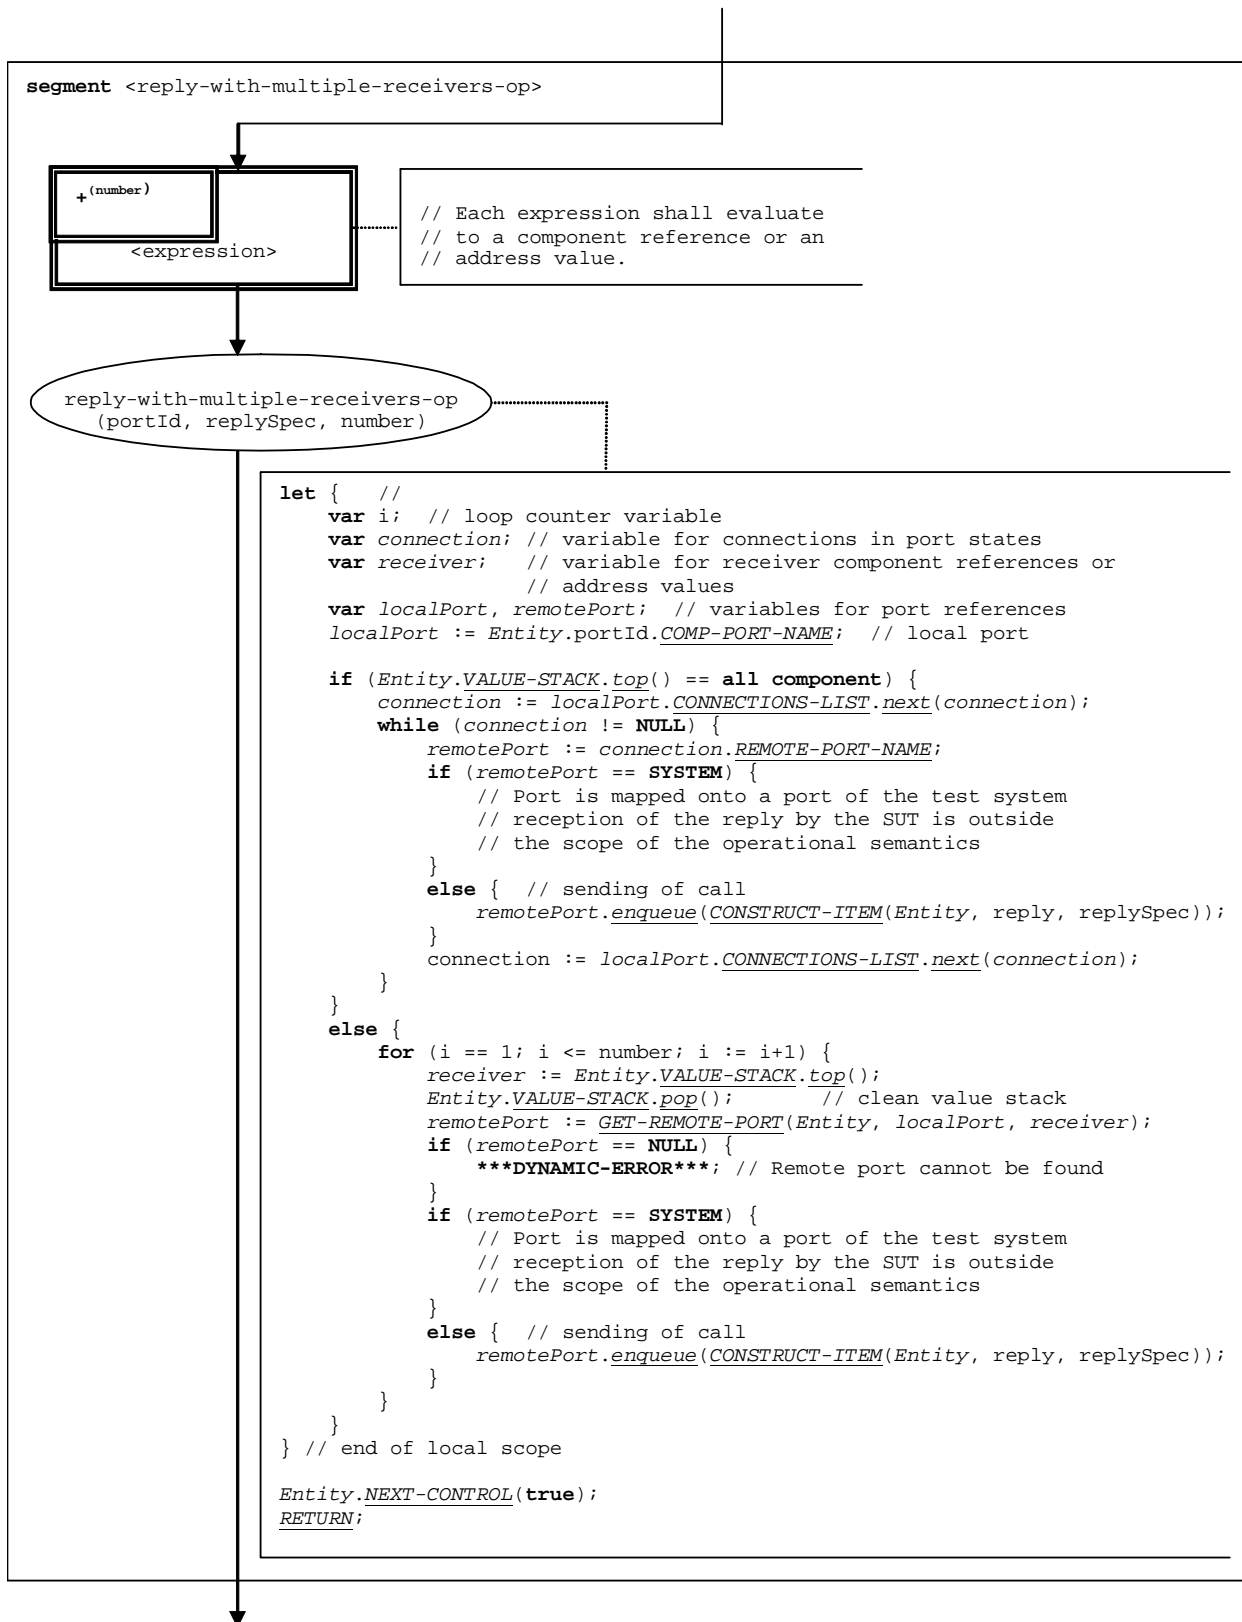 segment <reply-with-multiple-receivers-op>
+(number)
<expression>
// Each expression shall evaluate
// to a component reference or an
// address value.
reply-with-multiple-receivers-op
(portId, replySpec, number)
let {   //
    var i;  // loop counter variable
    var connection; // variable for connections in port states
    var receiver;   // variable for receiver component references or
                    // address values
    var localPort, remotePort;  // variables for port references
    localPort := Entity.portId.COMP-PORT-NAME;  // local port
    if (Entity.VALUE-STACK.top() == all component) {
        connection := localPort.CONNECTIONS-LIST.next(connection);
        while (connection != NULL) {
            remotePort := connection.REMOTE-PORT-NAME;
            if (remotePort == SYSTEM) {
                // Port is mapped onto a port of the test system
                // reception of the reply by the SUT is outside
                // the scope of the operational semantics
            }
            else {  // sending of call
                remotePort.enqueue(CONSTRUCT-ITEM(Entity, reply, replySpec));
            }
            connection := localPort.CONNECTIONS-LIST.next(connection);
        }
    }
    else {
        for (i == 1; i <= number; i := i+1) {
            receiver := Entity.VALUE-STACK.top();
            Entity.VALUE-STACK.pop();       // clean value stack
            remotePort := GET-REMOTE-PORT(Entity, localPort, receiver);
            if (remotePort == NULL) {
                ***DYNAMIC-ERROR***; // Remote port cannot be found
            }
            if (remotePort == SYSTEM) {
                // Port is mapped onto a port of the test system
                // reception of the reply by the SUT is outside
                // the scope of the operational semantics
            }
            else {  // sending of call
                remotePort.enqueue(CONSTRUCT-ITEM(Entity, reply, replySpec));
            }
        }
    }
} // end of local scope
Entity.NEXT-CONTROL(true);
RETURN;